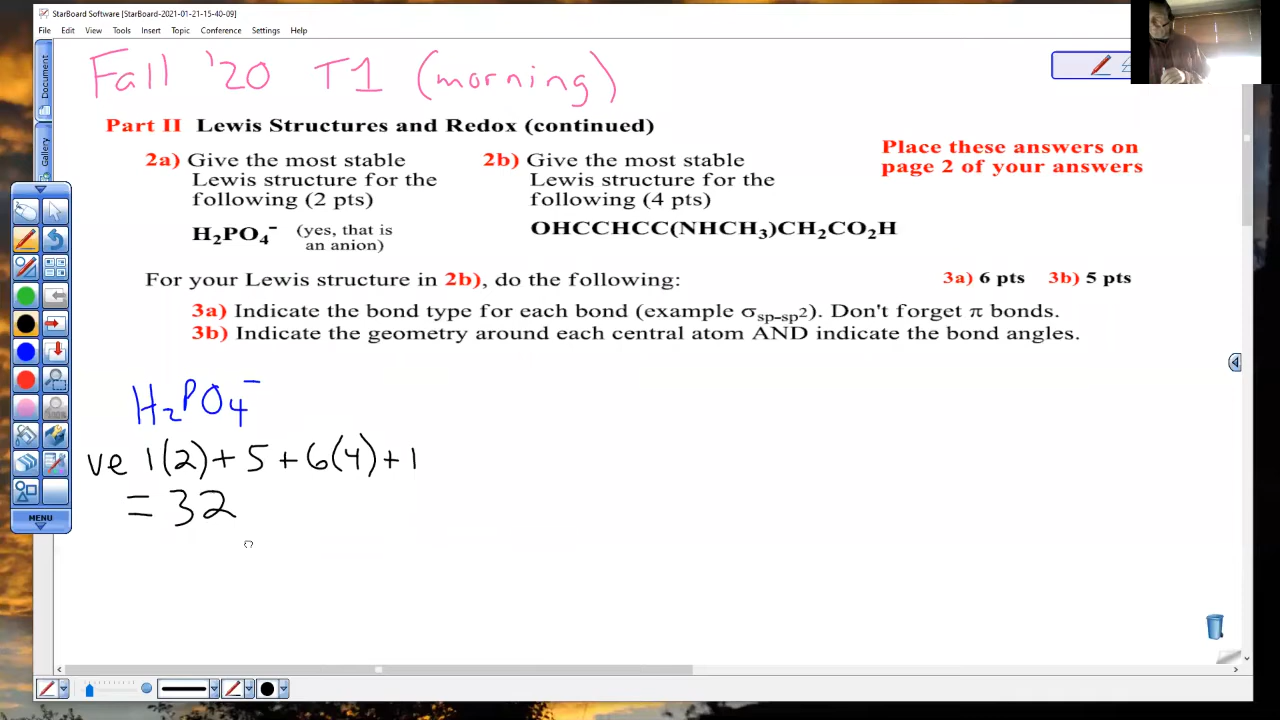 StarBoard Software [StarBoard-2021-01-21-15-40-09]
File Edit View Tools Insert Topic Conference Settings Help
Document
Gallery
Fall '20 T1 (morning)
Part II Lewis Structures and Redox (continued)
2a) Give the most stable
Lewis structure for the
following (2 pts)
H₂PO₄⁻ (yes, that is
an anion)
2b) Give the most stable
Lewis structure for the
following (4 pts)
OHCCHCC(NHCH₃)CH₂CO₂H
Place these answers on
page 2 of your answers
For your Lewis structure in 2b), do the following:
3a) 6 pts 3b) 5 pts
3a) Indicate the bond type for each bond (example σsp-sp²). Don't forget π bonds.
3b) Indicate the geometry around each central atom AND indicate the bond angles.
H₂PO₄⁻
ve 1(2) + 5 + 6(4) + 1
= 32
100%
MENU